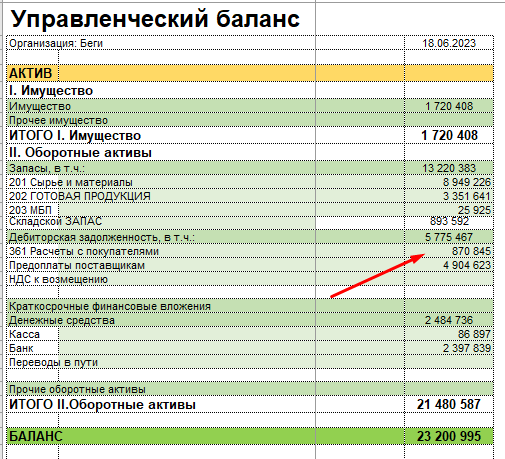 Управленческий баланс
Организация: Беги 18.06.2023
АКТИВ
I. Имущество
Имущество 1 720 408
Прочее имущество
ИТОГО I. Имущество 1 720 408
II. Оборотные активы
Запасы, в т.ч.: 13 220 383
201 Сырье и материалы 8 949 226
202 ГОТОВАЯ ПРОДУКЦИЯ 3 351 641
203 МБП 25 925
Складской ЗАПАС 893 592
Дебиторская задолженность, в т.ч.: 5 775 467
361 Расчеты с покупателями 870 845
Предоплаты поставщикам 4 904 623
НДС к возмещению
Краткосрочные финансовые вложения
Денежные средства 2 484 736
Касса 86 897
Банк 2 397 839
Переводы в пути
Прочие оборотные активы
ИТОГО II.Оборотные активы 21 480 587
БАЛАНС 23 200 995